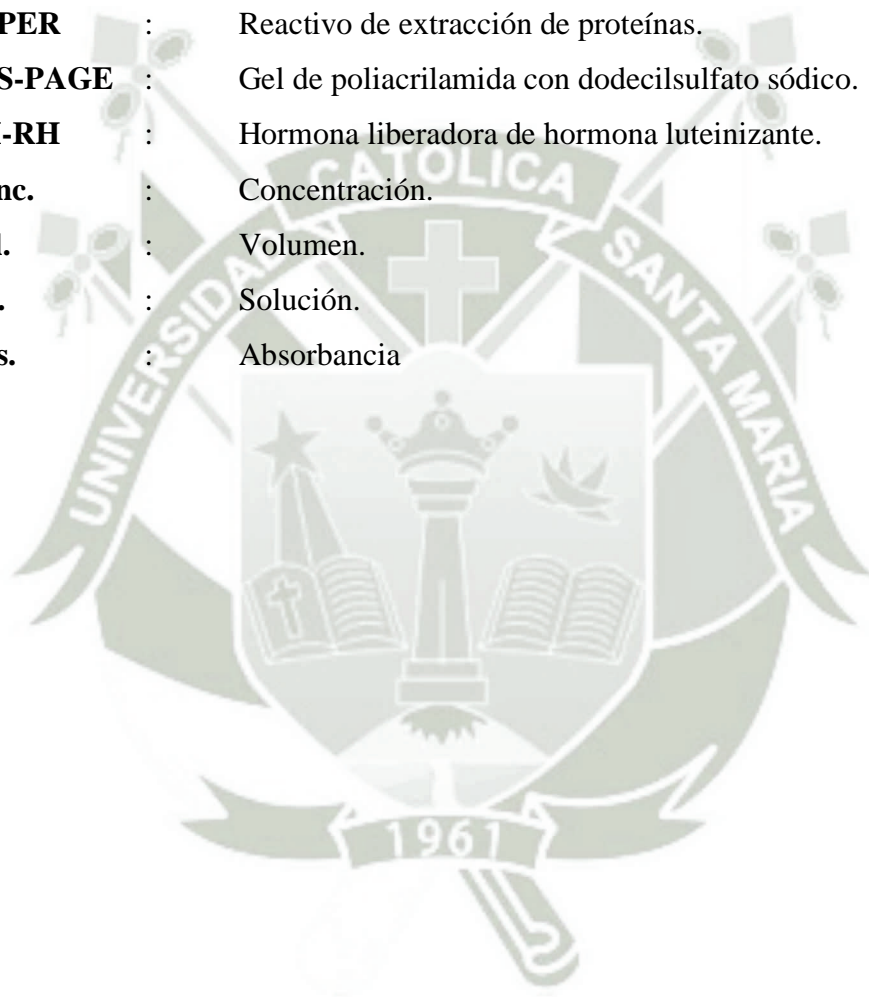 PER : Reactivo de extracción de proteínas.
S-PAGE : Gel de poliacrilamida con dodecilsulfato sódico.
-RH : Hormona liberadora de hormona luteinizante.
nc. : Concentración.
l. : Volumen.
. : Solución.
s. : Absorbancia
UNIVERSIDAD CATOLICA SANTA MARIA
1961